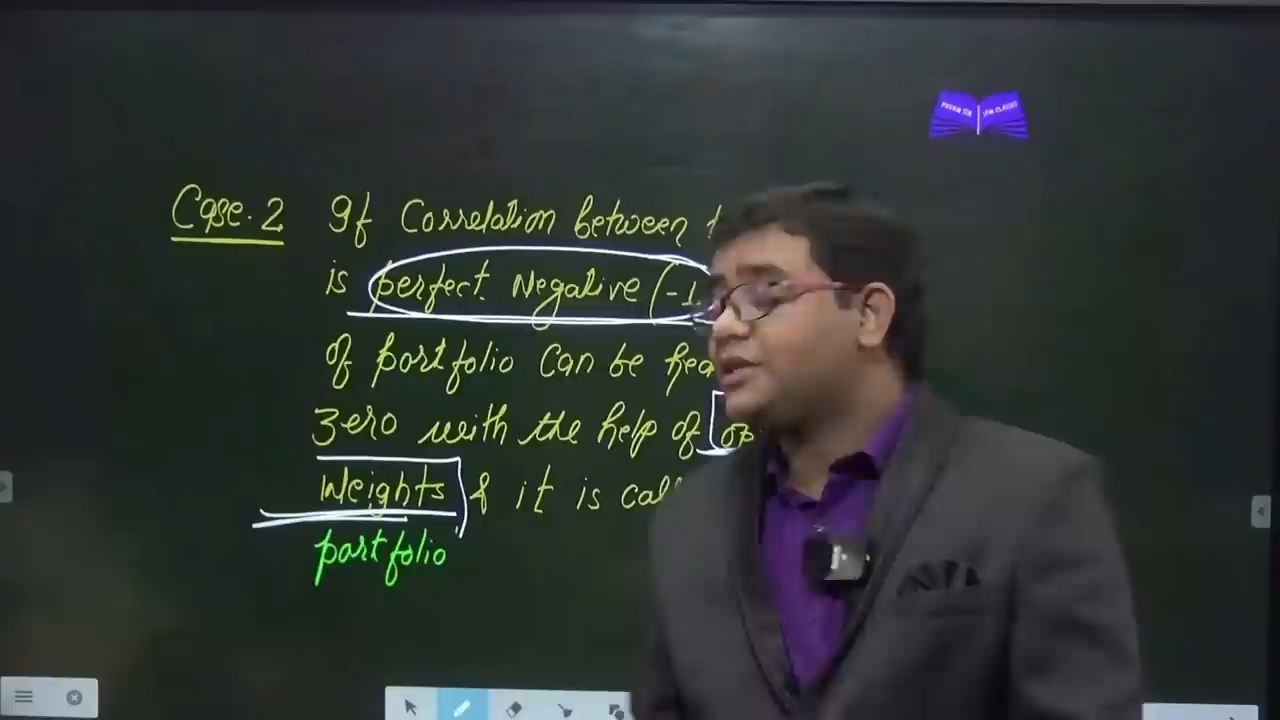 Case.2 If Correlation between
is perfect Negative (-1
of portfolio Can be
zero with the help of
Weights & it is
portfolio